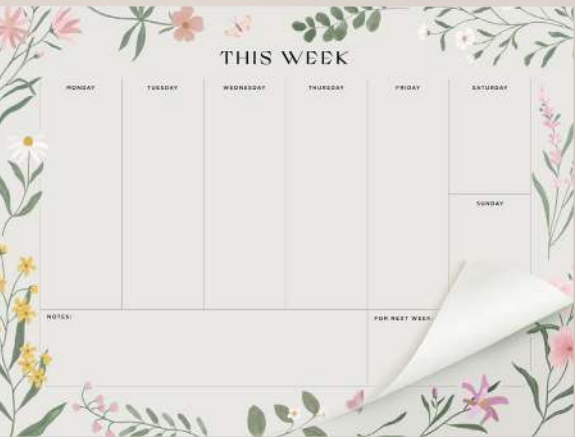 THIS WEEK
MONDAY
TUESDAY
WEDNESDAY
THURSDAY
FRIDAY
SATURDAY
SUNDAY
NOTES:
FOR NEXT WEEK: